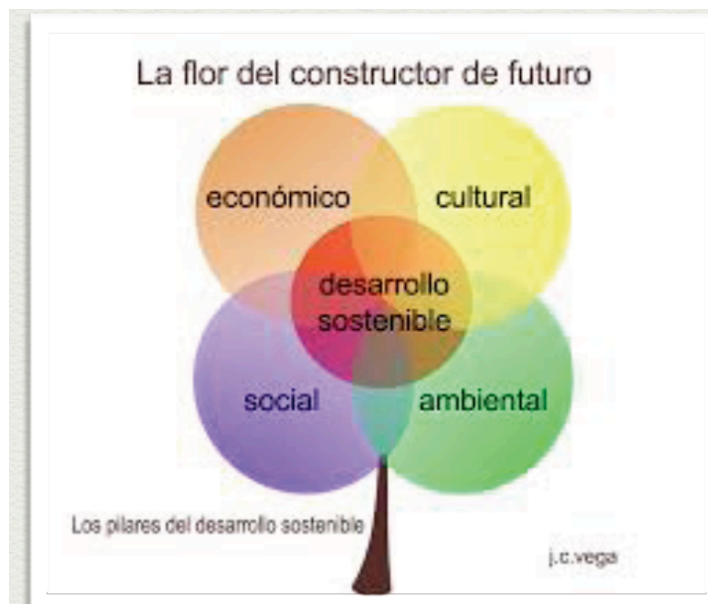 La flor del constructor de futuro
económico
cultural
desarrollo
sostenible
social
ambiental
Los pilares del desarrollo sostenible
j.c.vega